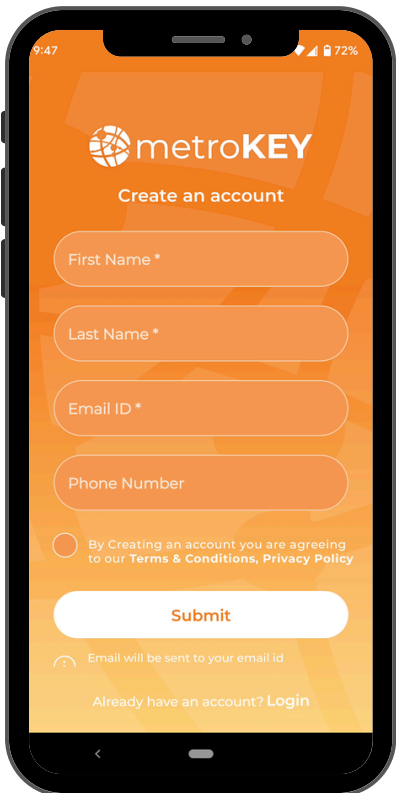 9:47
72%
metroKEY
Create an account
First Name *
Last Name *
Email ID *
Phone Number
By Creating an account you are agreeing
to our Terms & Conditions, Privacy Policy
Submit
Email will be sent to your email id
Already have an account? Login